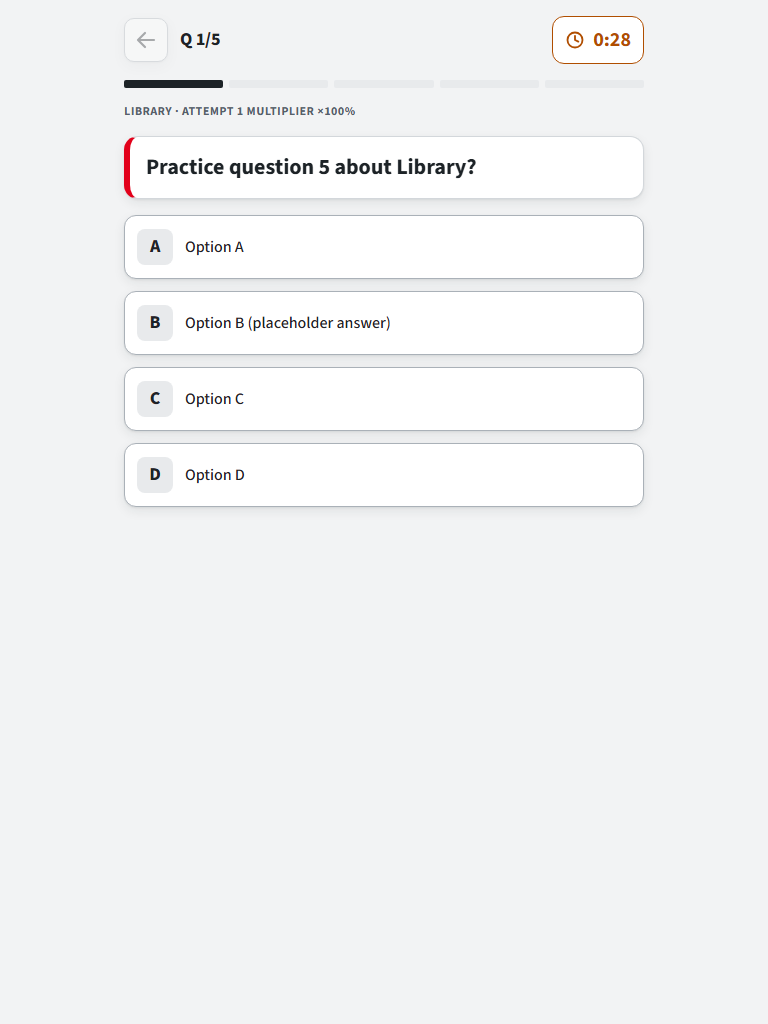 Q 1/5
0:28
LIBRARY · ATTEMPT 1 MULTIPLIER ×100%
Practice question 5 about Library?
A Option A
B Option B (placeholder answer)
C Option C
D Option D